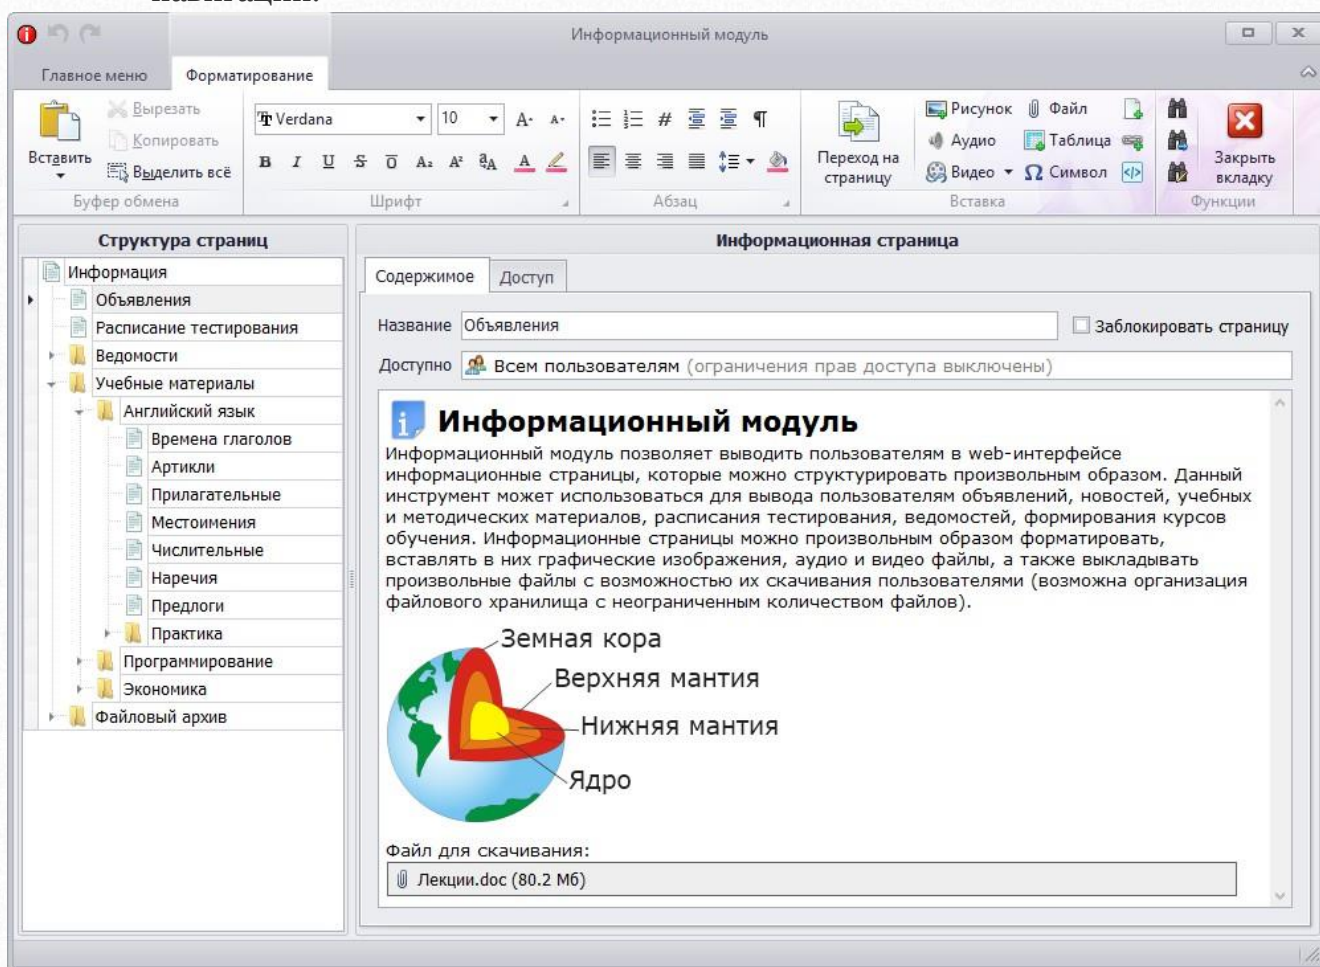 Информационный модуль
Главное меню Форматирование
Вставить
Вырезать
Копировать
Выделить всё
Буфер обмена
Verdana 10
Шрифт
Абзац
Переход на
страницу
Рисунок Файл
Аудио Таблица
Видео Символ
Вставка
Закрыть
вкладку
Функции
Структура страниц
Информация
Объявления
Расписание тестирования
Ведомости
Учебные материалы
Английский язык
Времена глаголов
Артикли
Прилагательные
Местоимения
Числительные
Наречия
Предлоги
Практика
Программирование
Экономика
Файловый архив
Информационная страница
Содержимое Доступ
Название Объявления Заблокировать страницу
Доступно Всем пользователям (ограничения прав доступа выключены)
Информационный модуль
Информационный модуль позволяет выводить пользователям в web-интерфейсе
информационные страницы, которые можно структурировать произвольным образом. Данный
инструмент может использоваться для вывода пользователям объявлений, новостей, учебных
и методических материалов, расписания тестирования, ведомостей, формирования курсов
обучения. Информационные страницы можно произвольным образом форматировать,
вставлять в них графические изображения, аудио и видео файлы, а также выкладывать
произвольные файлы с возможностью их скачивания пользователями (возможна организация
файлового хранилища с неограниченным количеством файлов).
Земная кора
Верхняя мантия
Нижняя мантия
Ядро
Файл для скачивания:
Лекции.doc (80.2 Мб)